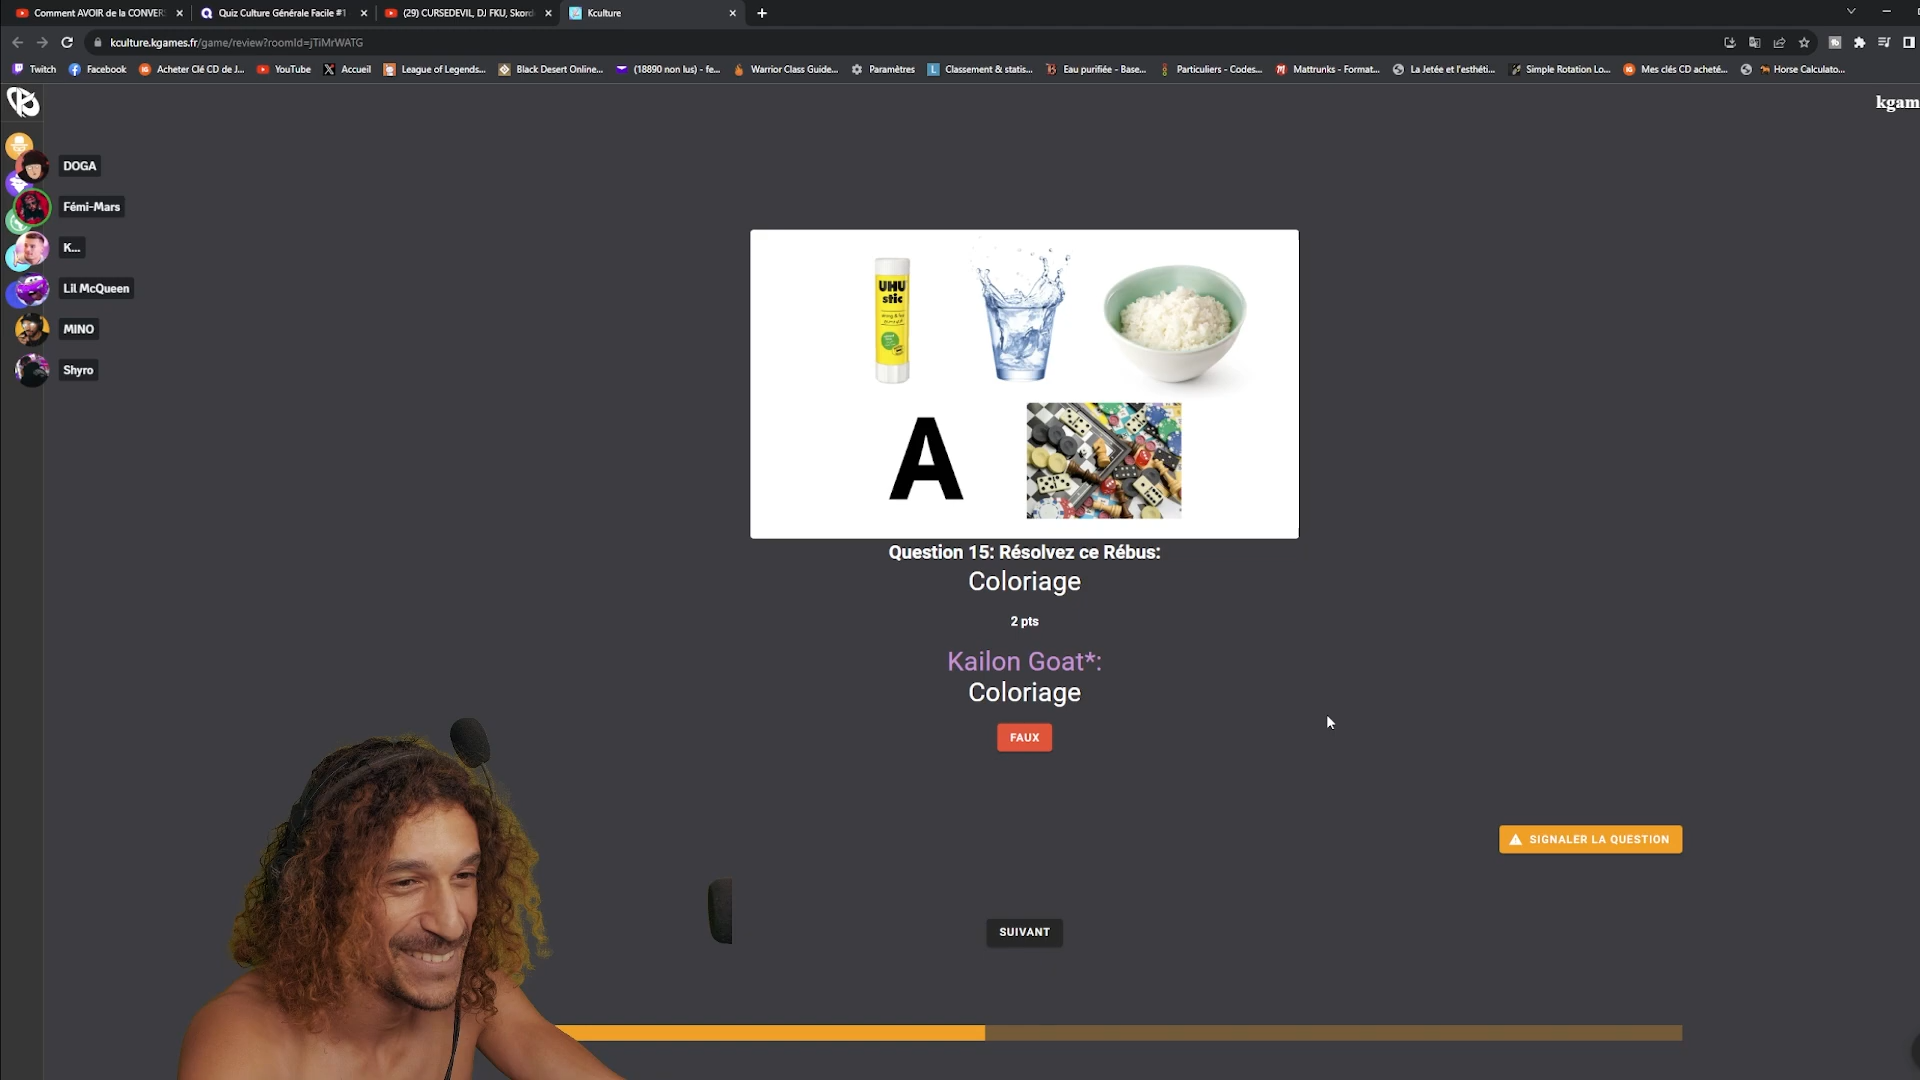 Comment AVOIR de la CONVER
Quiz Culture Générale Facile #1
(29) CURSEDEVIL, DJ FKU, Skord
Kculture
kculture.kgames.fr/game/review?roomId=jTiMrWATG
Twitch
Facebook
Acheter Clé CD de J...
YouTube
Accueil
League of Legends...
Black Desert Online...
(18890 non lus) - fe...
Warrior Class Guide...
Paramètres
Classement & statis...
Eau purifiée - Base...
Particuliers - Codes...
Mattrunks - Format...
La Jetée et l'esthéti...
Simple Rotation Lo...
Mes clés CD acheté...
Horse Calculato...
kgam
DOGA
Fémi-Mars
K...
Lil McQueen
MINO
Shyro
UHU
stic
A
Question 15: Résolvez ce Rébus:
Coloriage
2 pts
Kailon Goat*:
Coloriage
FAUX
SIGNALER LA QUESTION
SUIVANT